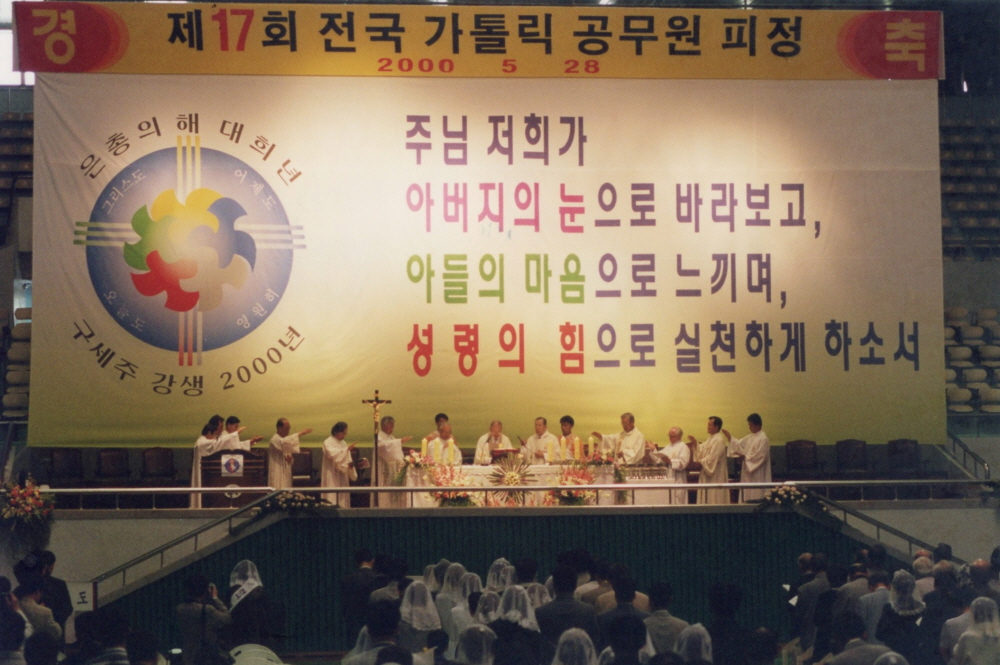 경 제17회 전국 가톨릭 공무원 피정 축
2000 5 28
은총의 해 대희년
그리스도
어제도
오늘도
영원히
구세주 강생 2000년
주님 저희가
아버지의 눈으로 바라보고,
아들의 마음으로 느끼며,
성령의 힘으로 실천하게 하소서